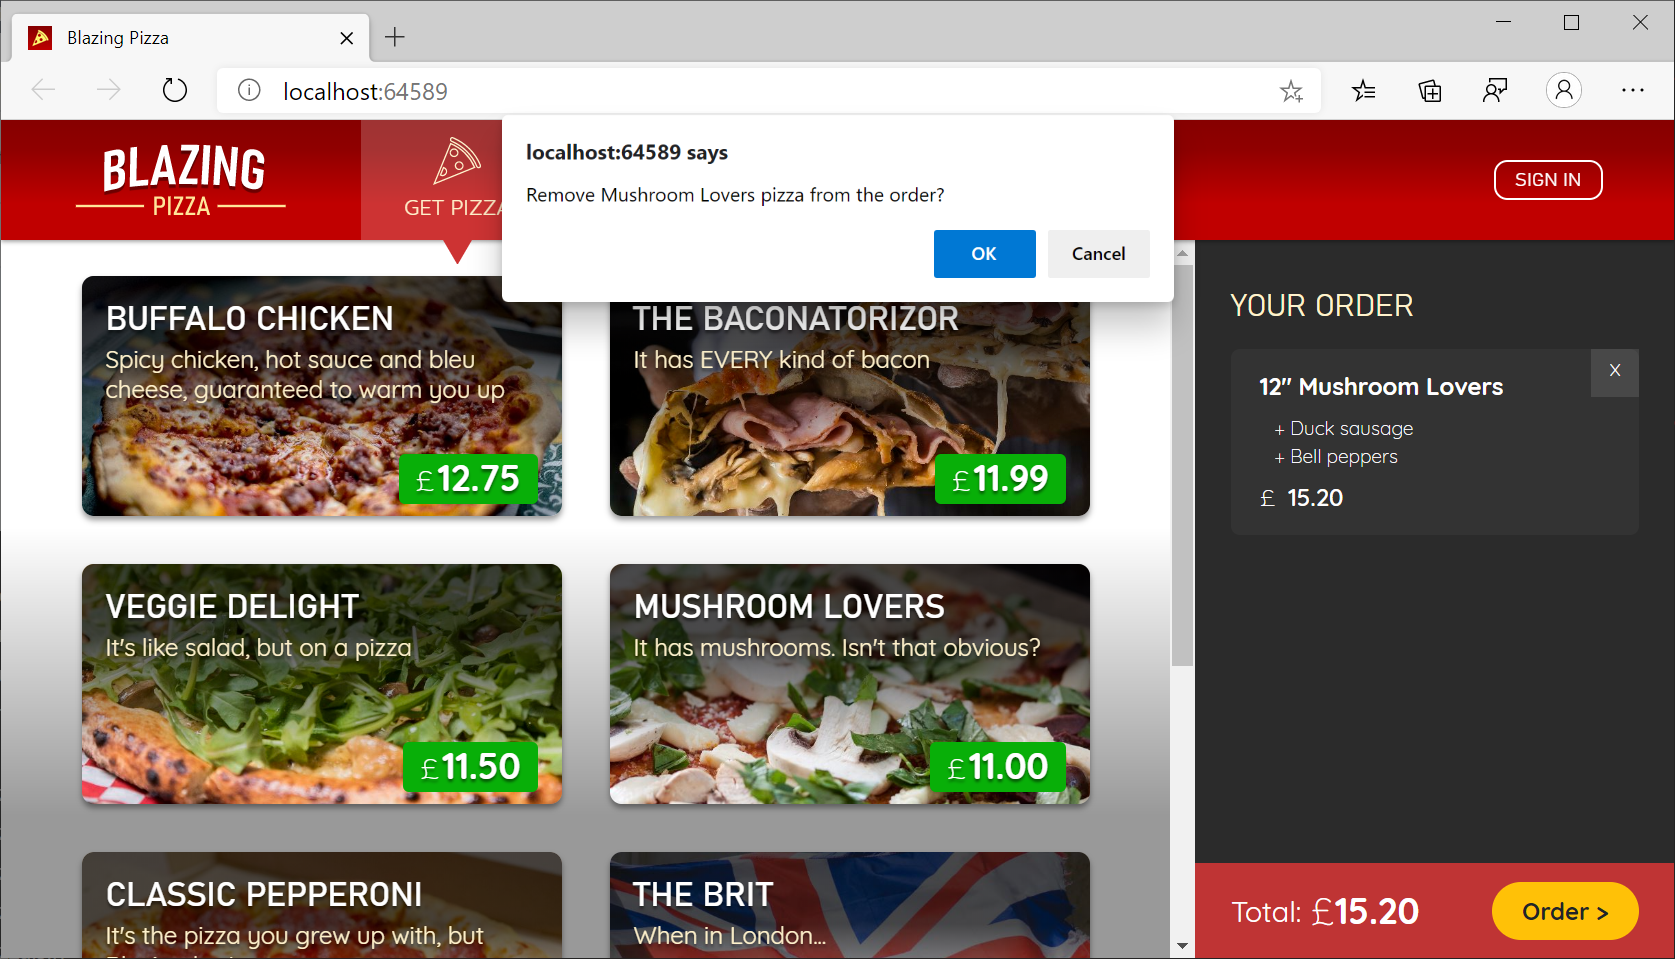 Blazing Pizza
localhost:64589
BLAZING
PIZZA
GET PIZZA
localhost:64589 says
Remove Mushroom Lovers pizza from the order?
OK
Cancel
SIGN IN
BUFFALO CHICKEN
Spicy chicken, hot sauce and bleu
cheese, guaranteed to warm you up
£12.75
THE BACONATORIZOR
It has EVERY kind of bacon
£11.99
VEGGIE DELIGHT
It's like salad, but on a pizza
£11.50
MUSHROOM LOVERS
It has mushrooms. Isn't that obvious?
£11.00
CLASSIC PEPPERONI
It's the pizza you grew up with, but
THE BRIT
When in London...
YOUR ORDER
X
12" Mushroom Lovers
+ Duck sausage
+ Bell peppers
£ 15.20
Total: £15.20
Order >